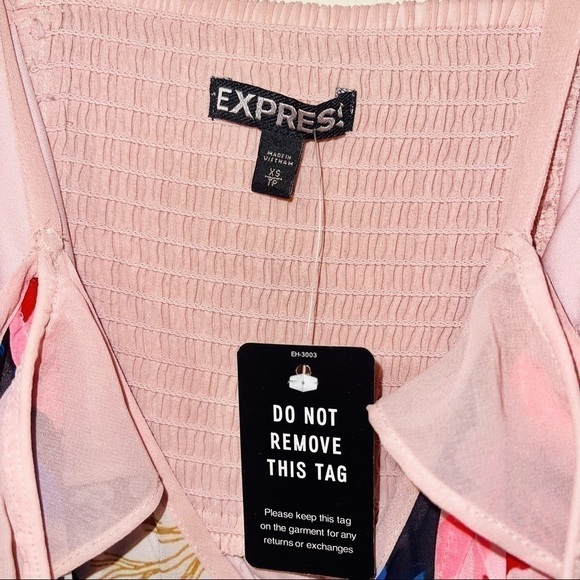 EXPRESS
MADE IN
VIETNAM
XS
TP
EH-3003
DO NOT
REMOVE
THIS TAG
Please keep this tag
on the garment for any
returns or exchanges